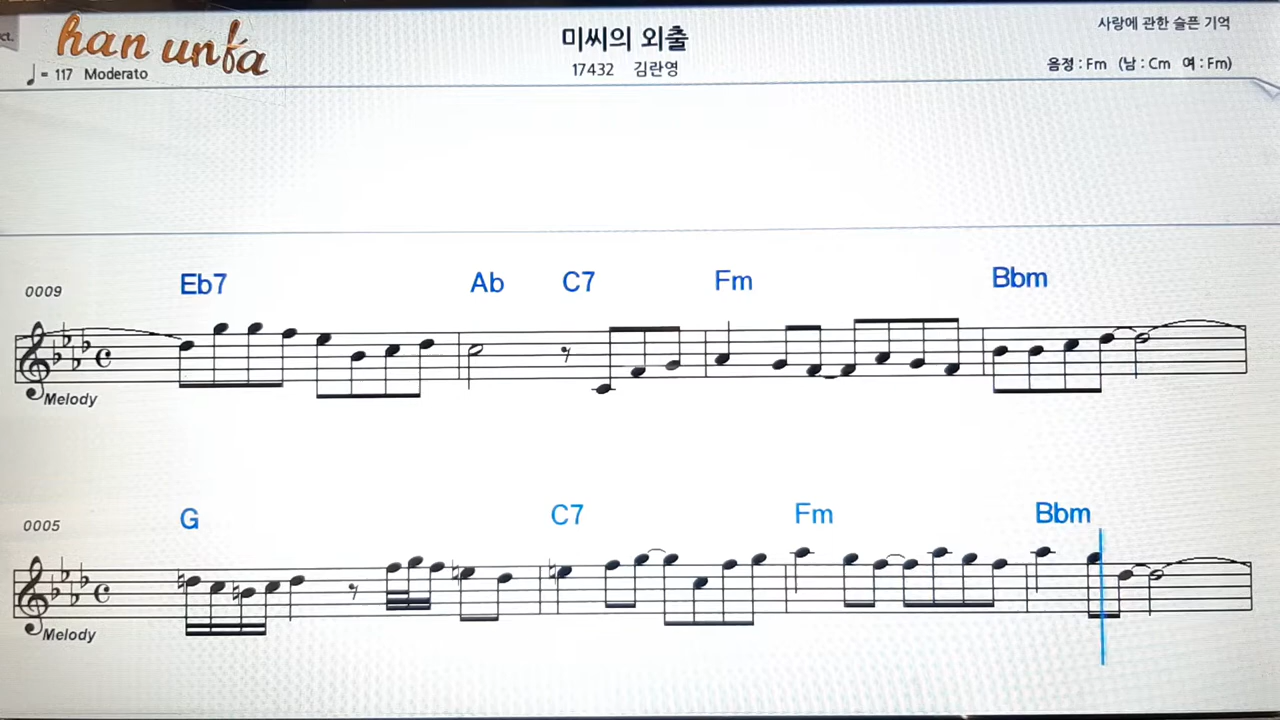 ct.
han unfa
♩ = 117 Moderato
미씨의 외출
17432 김란영
사랑에 관한 슬픈 기억
음정 : Fm (남 : Cm 여 : Fm)
0009
Eb7 Ab C7 Fm Bbm
Melody
0005
G C7 Fm Bbm
Melody